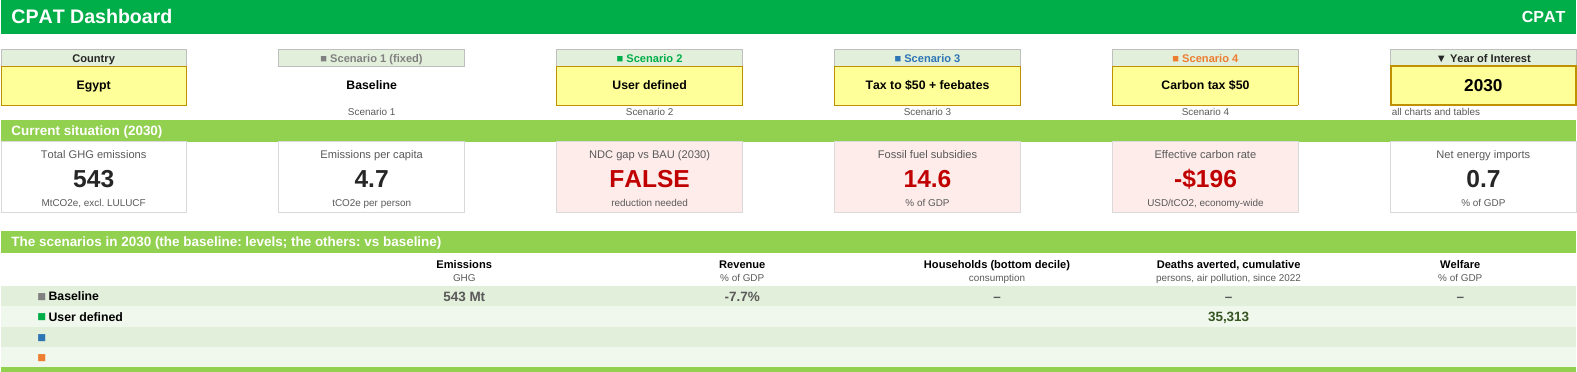 CPAT Dashboard CPAT
Country ■ Scenario 1 (fixed) ■ Scenario 2 ■ Scenario 3 ■ Scenario 4 ▼ Year of Interest
Egypt Baseline User defined Tax to $50 + feebates Carbon tax $50 2030
Scenario 1 Scenario 2 Scenario 3 Scenario 4 all charts and tables
Current situation (2030)
Total GHG emissions Emissions per capita NDC gap vs BAU (2030) Fossil fuel subsidies Effective carbon rate Net energy imports
543 4.7 FALSE 14.6 -$196 0.7
MtCO2e, excl. LULUCF tCO2e per person reduction needed % of GDP USD/tCO2, economy-wide % of GDP
The scenarios in 2030 (the baseline: levels; the others: vs baseline)
Emissions Revenue Households (bottom decile) Deaths averted, cumulative Welfare
GHG % of GDP consumption persons, air pollution, since 2022 % of GDP
■ Baseline 543 Mt -7.7% – – –
■ User defined 35,313
■
■